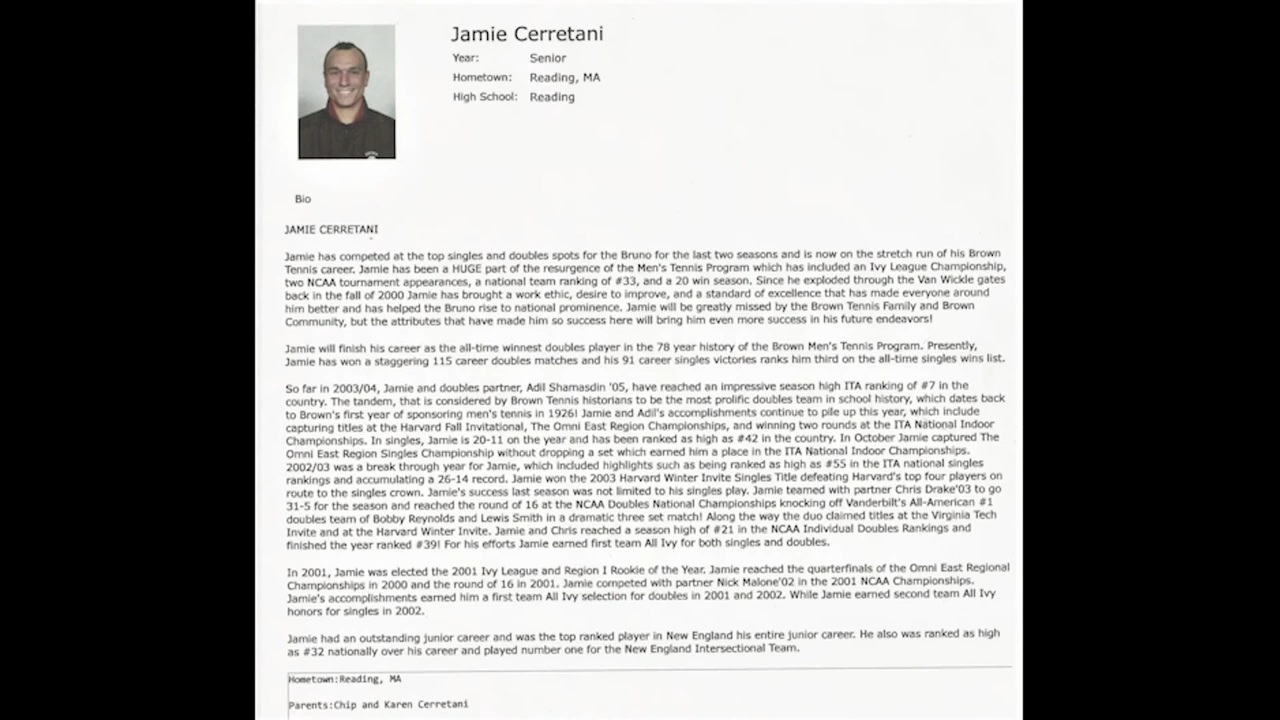 Jamie Cerretani
Year: Senior
Hometown: Reading, MA
High School: Reading
Bio
JAMIE CERRETANI
Jamie has competed at the top singles and doubles spots for the Bruno for the last two seasons and is now on the stretch run of his Brown
Tennis career. Jamie has been a HUGE part of the resurgence of the Men's Tennis Program which has included an Ivy League Championship,
two NCAA tournament appearances, a national team ranking of #33, and a 20 win season. Since he exploded through the Van Wickle gates
back in the fall of 2000 Jamie has brought a work ethic, desire to improve, and a standard of excellence that has made everyone around
him better and has helped the Bruno rise to national prominence. Jamie will be greatly missed by the Brown Tennis Family and Brown
Community, but the attributes that have made him so success here will bring him even more success in his future endeavors!
Jamie will finish his career as the all-time winnest doubles player in the 78 year history of the Brown Men's Tennis Program. Presently,
Jamie has won a staggering 115 career doubles matches and his 91 career singles victories ranks him third on the all-time singles wins list.
So far in 2003/04, Jamie and doubles partner, Adil Shamasdin '05, have reached an impressive season high ITA ranking of #7 in the
country. The tandem, that is considered by Brown Tennis historians to be the most prolific doubles team in school history, which dates back
to Brown's first year of sponsoring men's tennis in 1926! Jamie and Adil's accomplishments continue to pile up this year, which include
capturing titles at the Harvard Fall Invitational, The Omni East Region Championships, and winning two rounds at the ITA National Indoor
Championships. In singles, Jamie is 20-11 on the year and has been ranked as high as #42 in the country. In October Jamie captured The
Omni East Region Singles Championship without dropping a set which earned him a place in the ITA National Indoor Championships.
2002/03 was a break through year for Jamie, which included highlights such as being ranked as high as #55 in the ITA national singles
rankings and accumulating a 26-14 record. Jamie won the 2003 Harvard Winter Invite Singles Title defeating Harvard's top four players on
route to the singles crown. Jamie's success last season was not limited to his singles play. Jamie teamed with partner Chris Drake'03 to go
31-5 for the season and reached the round of 16 at the NCAA Doubles National Championships knocking off Vanderbilt's All-American #1
doubles team of Bobby Reynolds and Lewis Smith in a dramatic three set match! Along the way the duo claimed titles at the Virginia Tech
Invite and at the Harvard Winter Invite. Jamie and Chris reached a season high of #21 in the NCAA Individual Doubles Rankings and
finished the year ranked #39! For his efforts Jamie earned first team All Ivy for both singles and doubles.
In 2001, Jamie was elected the 2001 Ivy League and Region I Rookie of the Year. Jamie reached the quarterfinals of the Omni East Regional
Championships in 2000 and the round of 16 in 2001. Jamie competed with partner Nick Malone'02 in the 2001 NCAA Championships.
Jamie's accomplishments earned him a first team All Ivy selection for doubles in 2001 and 2002. While Jamie earned second team All Ivy
honors for singles in 2002.
Jamie had an outstanding junior career and was the top ranked player in New England his entire junior career. He also was ranked as high
as #32 nationally over his career and played number one for the New England Intersectional Team.
Hometown:Reading, MA
Parents:Chip and Karen Cerretani